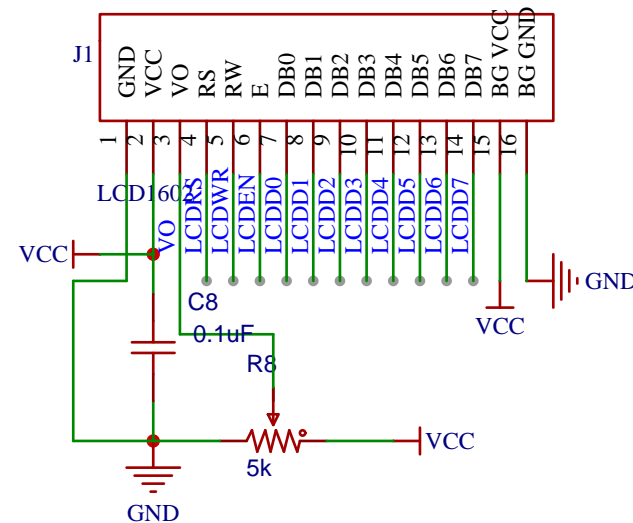 J1
GND
VCC
VO
RS
RW
E
DB0
DB1
DB2
DB3
DB4
DB5
DB6
DB7
BG VCC
BG GND
1
2
3
4
5
6
7
8
9
10
11
12
13
14
15
16
LCD1602
VO
LCDRS
LCDWR
LCDEN
LCDD0
LCDD1
LCDD2
LCDD3
LCDD4
LCDD5
LCDD6
LCDD7
VCC
GND
C8
0.1uF
VCC
R8
VCC
5k
GND